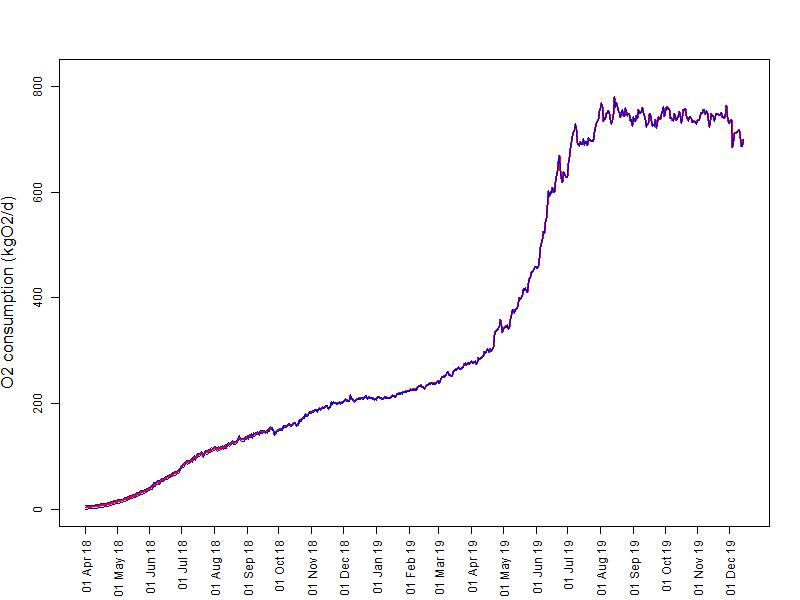 O2 consumption (kgO2/d)
800
600
400
200
0
01 Apr 18
01 May 18
01 Jun 18
01 Jul 18
01 Aug 18
01 Sep 18
01 Oct 18
01 Nov 18
01 Dec 18
01 Jan 19
01 Feb 19
01 Mar 19
01 Apr 19
01 May 19
01 Jun 19
01 Jul 19
01 Aug 19
01 Sep 19
01 Oct 19
01 Nov 19
01 Dec 19